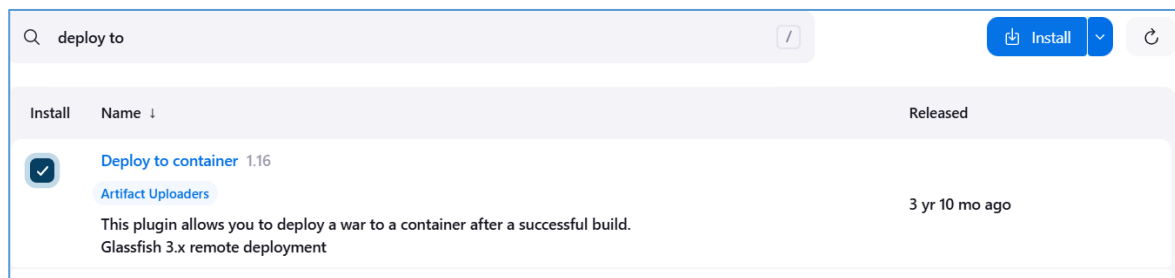 deploy to
/
Install
Install Name ↓ Released
Deploy to container 1.16
Artifact Uploaders
This plugin allows you to deploy a war to a container after a successful build.
Glassfish 3.x remote deployment
3 yr 10 mo ago